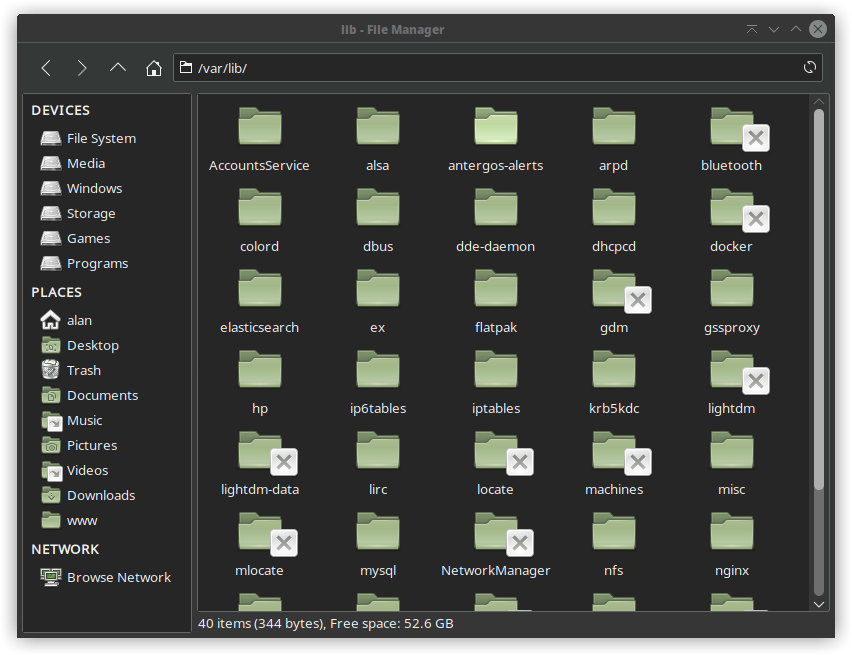 lib - File Manager
/var/lib/
DEVICES
File System
Media
Windows
Storage
Games
Programs
PLACES
alan
Desktop
Trash
Documents
Music
Pictures
Videos
Downloads
www
NETWORK
Browse Network
AccountsService alsa antergos-alerts arpd bluetooth
colord dbus dde-daemon dhcpcd docker
elasticsearch ex flatpak gdm gssproxy
hp ip6tables iptables krb5kdc lightdm
lightdm-data lirc locate machines misc
mlocate mysql NetworkManager nfs nginx
40 items (344 bytes), Free space: 52.6 GB